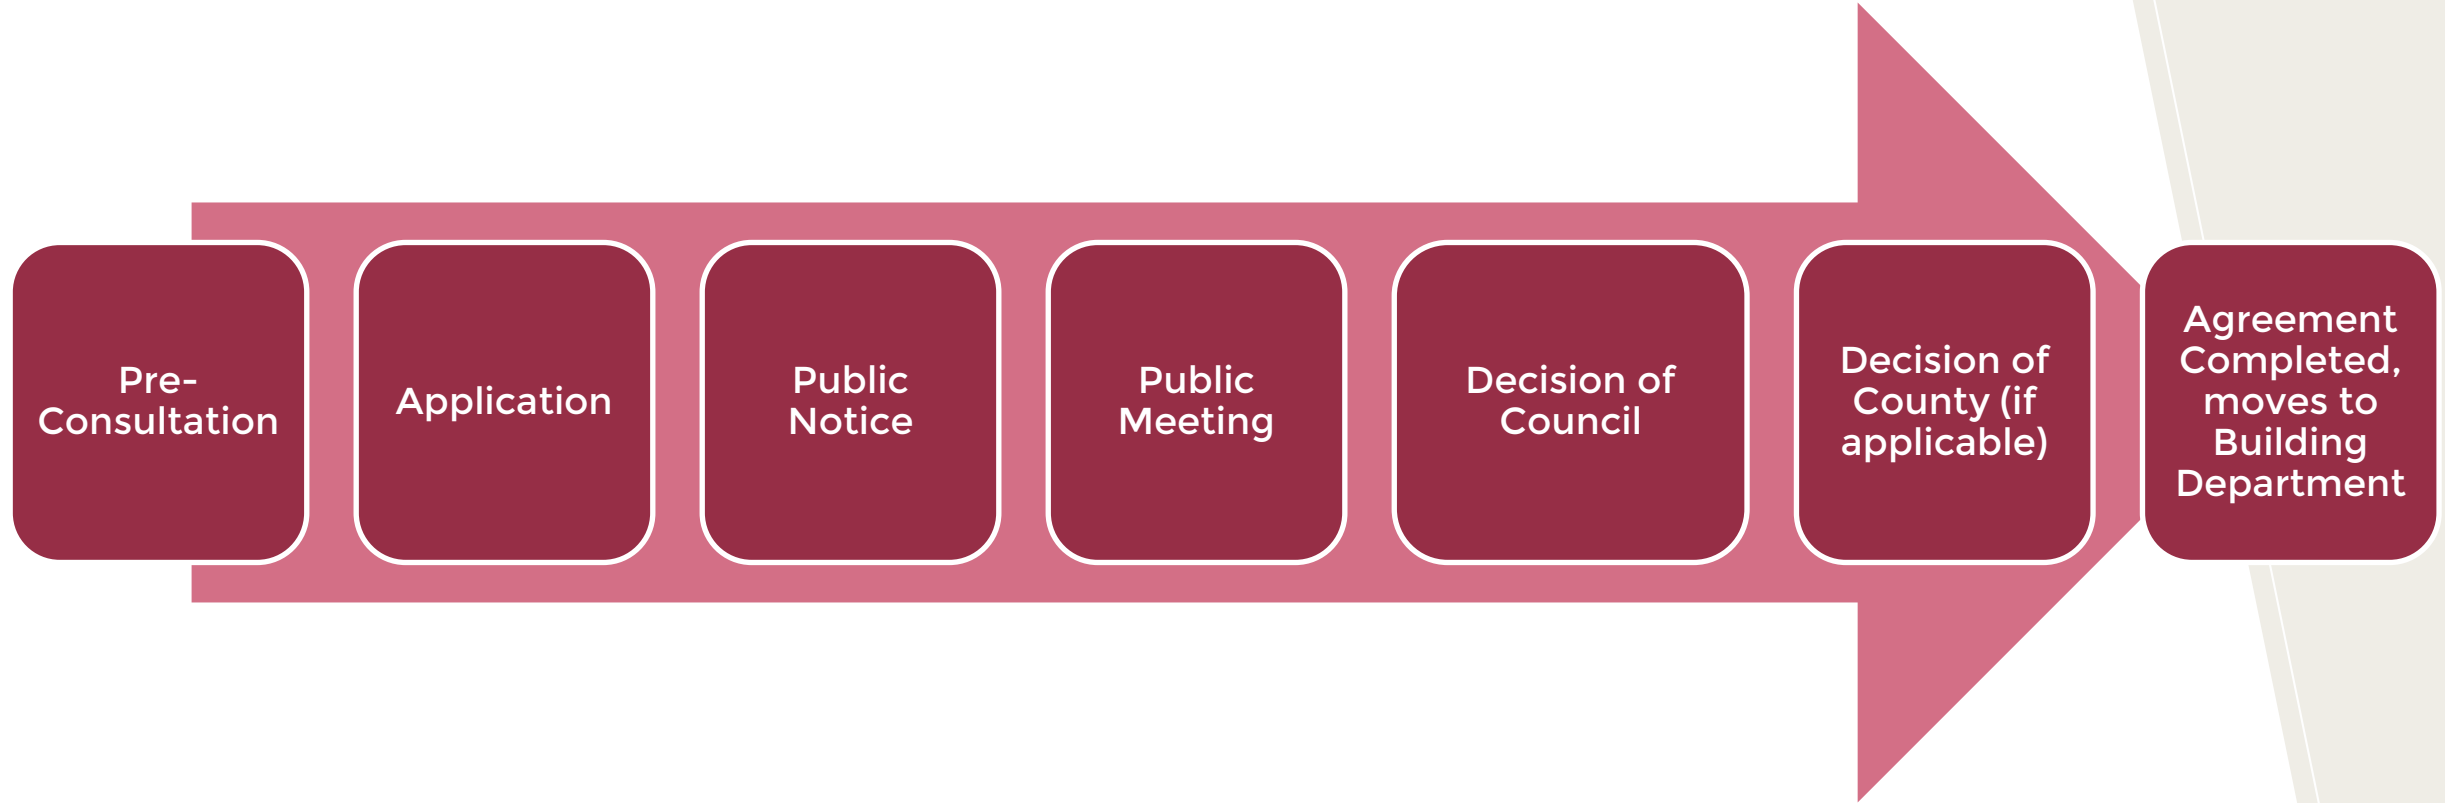 Pre-
Consultation
Application
Public
Notice
Public
Meeting
Decision of
Council
Decision of
County (if
applicable)
Agreement
Completed,
moves to
Building
Department